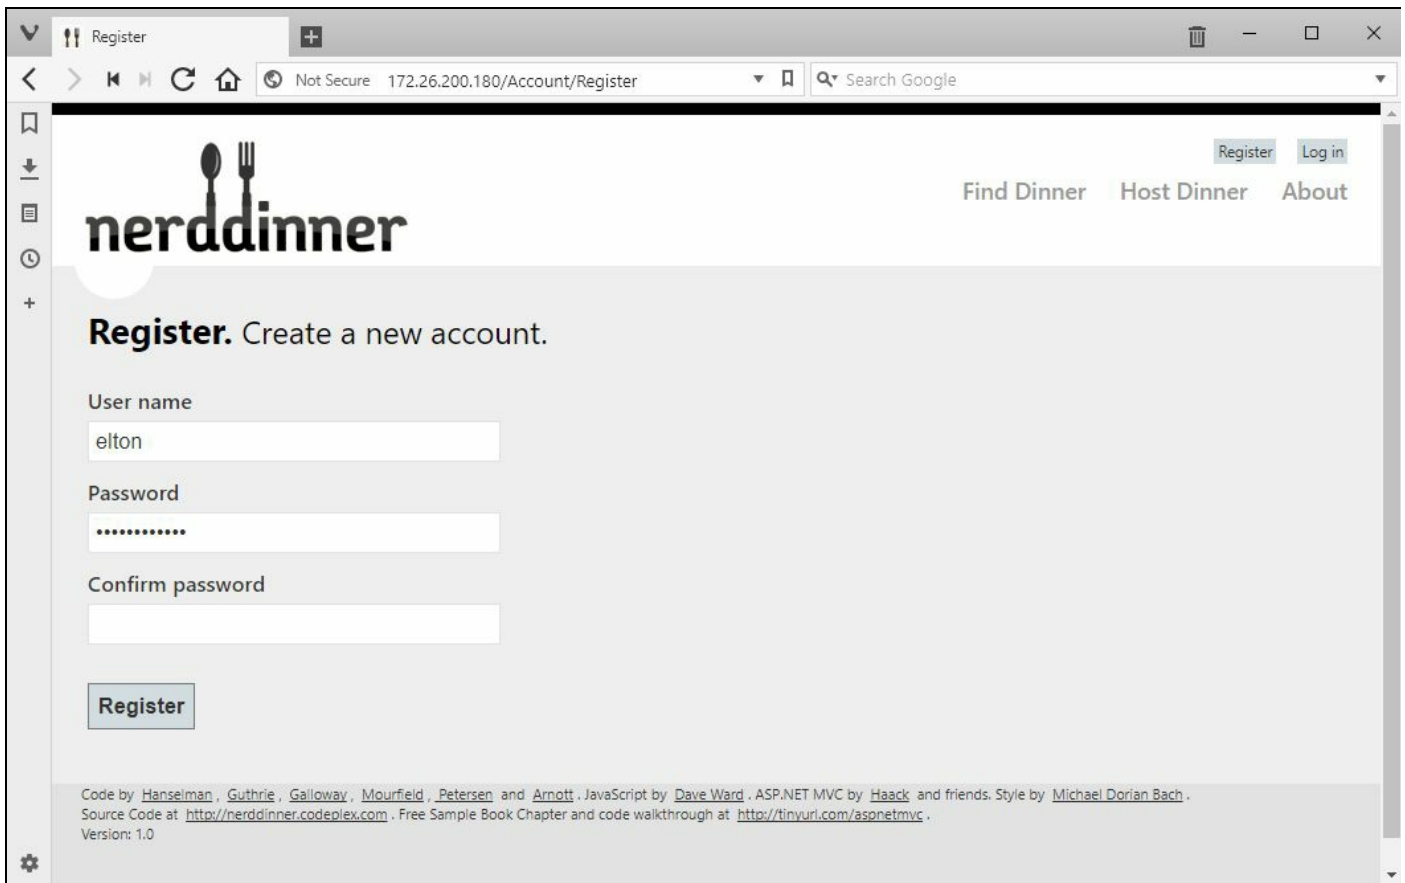 Register
Not Secure 172.26.200.180/Account/Register Search Google
Register Log in
nerddinner
Find Dinner Host Dinner About
Register. Create a new account.
User name
elton
Password
••••••••••••
Confirm password
Register
Code by Hanselman , Guthrie , Galloway , Mourfield , Petersen and Arnott . JavaScript by Dave Ward . ASP.NET MVC by Haack and friends. Style by Michael Dorian Bach .
Source Code at http://nerddinner.codeplex.com . Free Sample Book Chapter and code walkthrough at http://tinyurl.com/aspnetmvc .
Version: 1.0